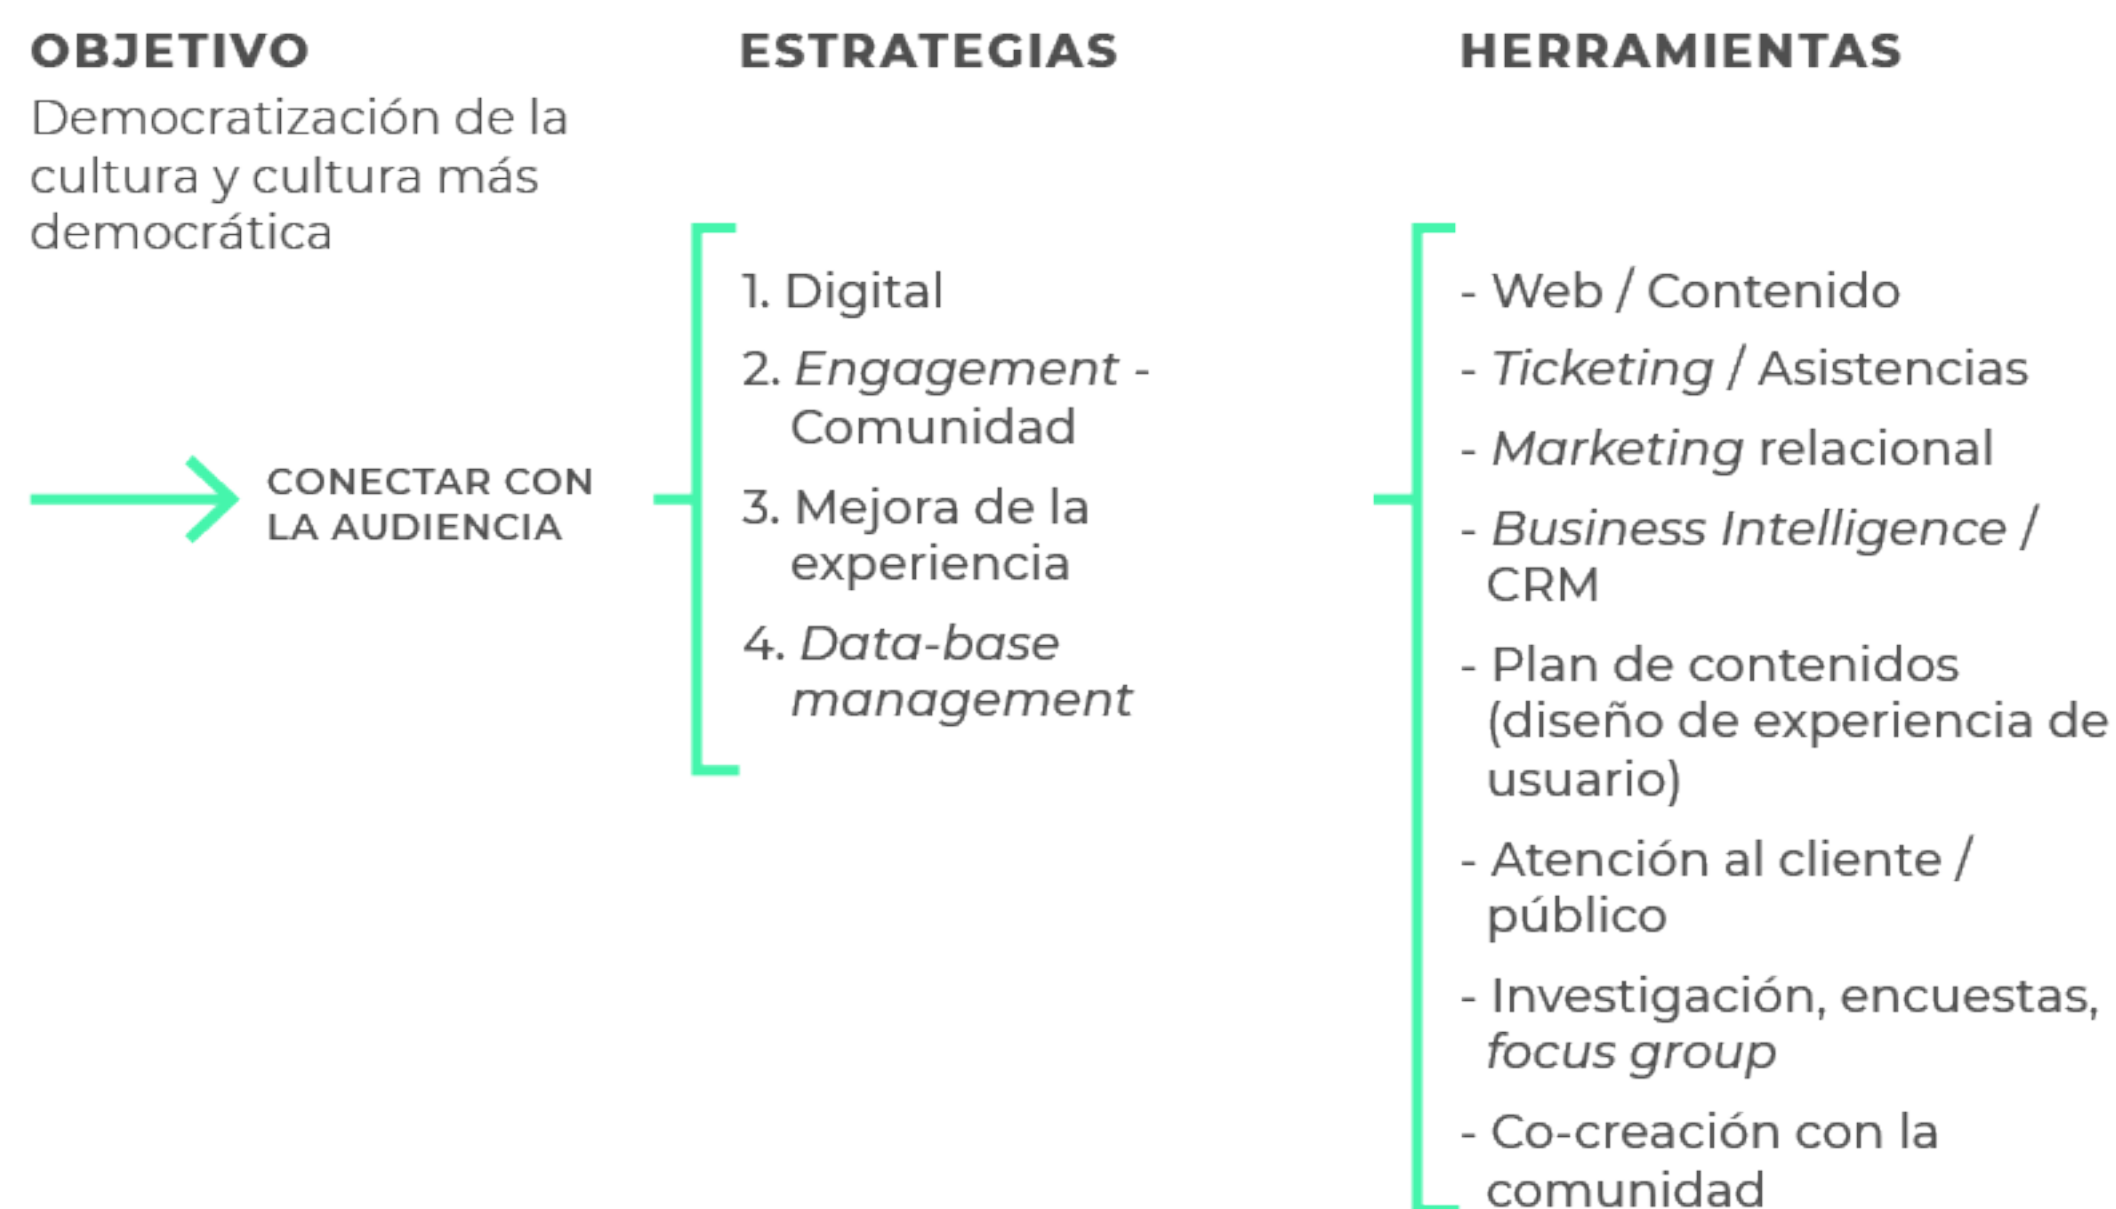 OBJETIVO
Democratización de la
cultura y cultura más
democrática
CONECTAR CON
LA AUDIENCIA
ESTRATEGIAS
1. Digital
2. Engagement -
Comunidad
3. Mejora de la
experiencia
4. Data-base
management
HERRAMIENTAS
- Web / Contenido
- Ticketing / Asistencias
- Marketing relacional
- Business Intelligence /
CRM
- Plan de contenidos
(diseño de experiencia de
usuario)
- Atención al cliente /
público
- Investigación, encuestas,
focus group
- Co-creación con la
comunidad